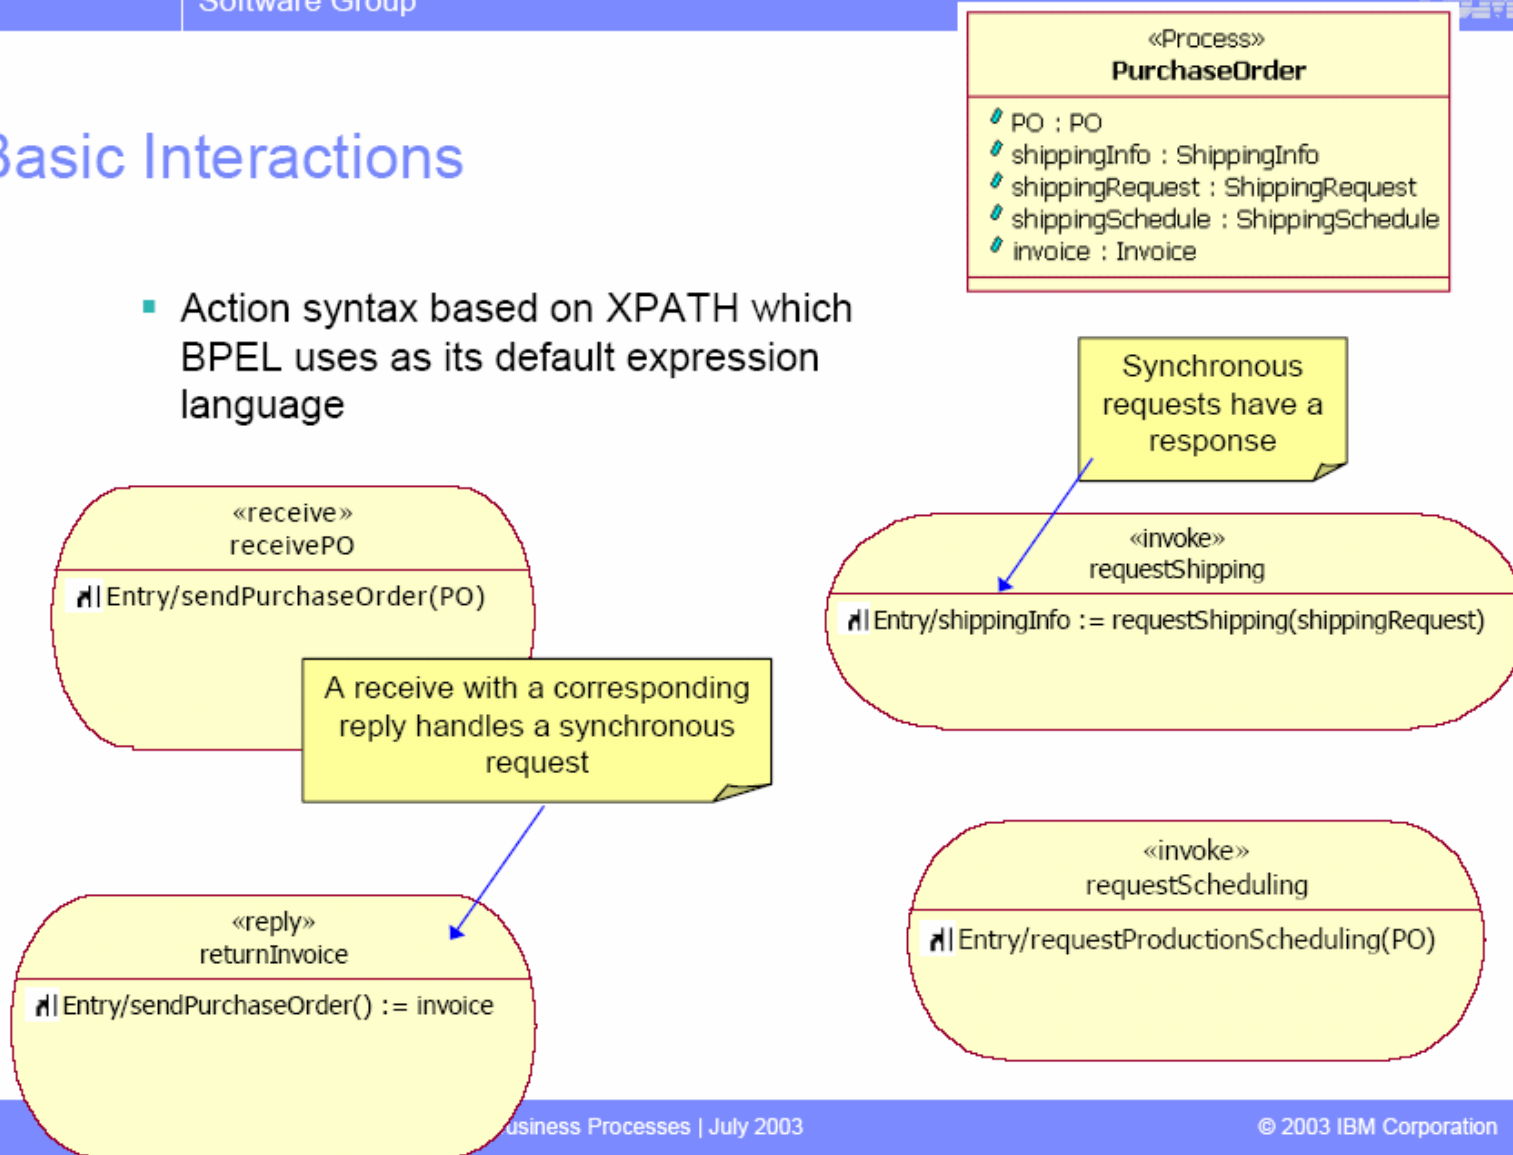 Software Group
«Process»
PurchaseOrder
PO : PO
shippingInfo : ShippingInfo
shippingRequest : ShippingRequest
shippingSchedule : ShippingSchedule
invoice : Invoice
Basic Interactions
Action syntax based on XPATH which
BPEL uses as its default expression
language
Synchronous
requests have a
response
«receive»
receivePO
Entry/sendPurchaseOrder(PO)
«invoke»
requestShipping
Entry/shippingInfo := requestShipping(shippingRequest)
A receive with a corresponding
reply handles a synchronous
request
«invoke»
requestScheduling
Entry/requestProductionScheduling(PO)
«reply»
returnInvoice
Entry/sendPurchaseOrder() := invoice
usiness Processes | July 2003
© 2003 IBM Corporation